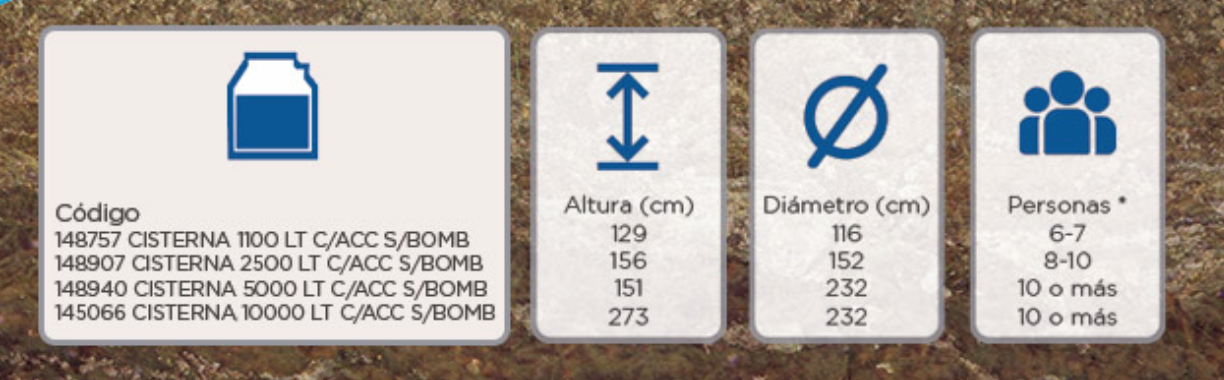 Código
148757 CISTERNA 1100 LT C/ACC S/BOMB
148907 CISTERNA 2500 LT C/ACC S/BOMB
148940 CISTERNA 5000 LT C/ACC S/BOMB
145066 CISTERNA 10000 LT C/ACC S/BOMB
Altura (cm)
129
156
151
273
Diámetro (cm)
116
152
232
232
Personas *
6-7
8-10
10 o más
10 o más